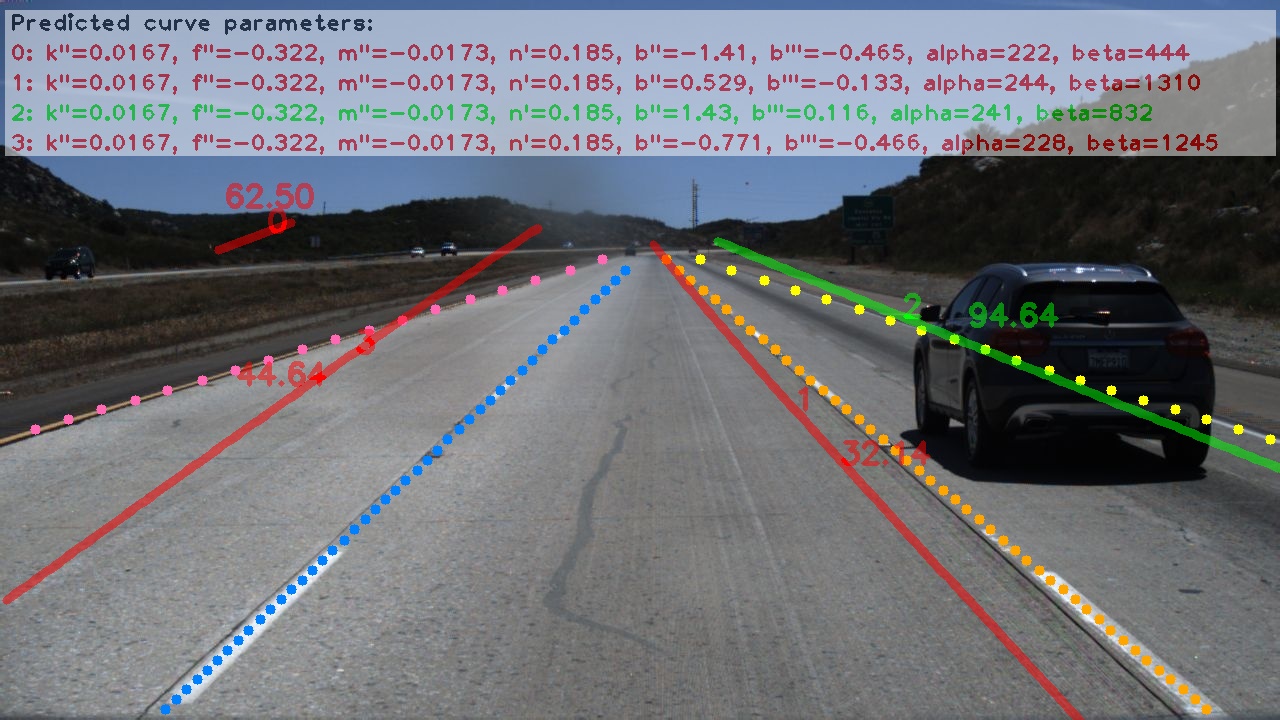 Predicted curve parameters:
0: k''=0.0167, f''=-0.322, m''=-0.0173, n'=0.185, b''=-1.41, b'''=-0.465, alpha=222, beta=444
1: k''=0.0167, f''=-0.322, m''=-0.0173, n'=0.185, b''=0.529, b'''=-0.133, alpha=244, beta=1310
2: k''=0.0167, f''=-0.322, m''=-0.0173, n'=0.185, b''=1.43, b'''=0.116, alpha=241, beta=832
3: k''=0.0167, f''=-0.322, m''=-0.0173, n'=0.185, b''=-0.771, b'''=-0.466, alpha=228, beta=1245
62.50
0
2
94.64
3
44.64
1
32.14